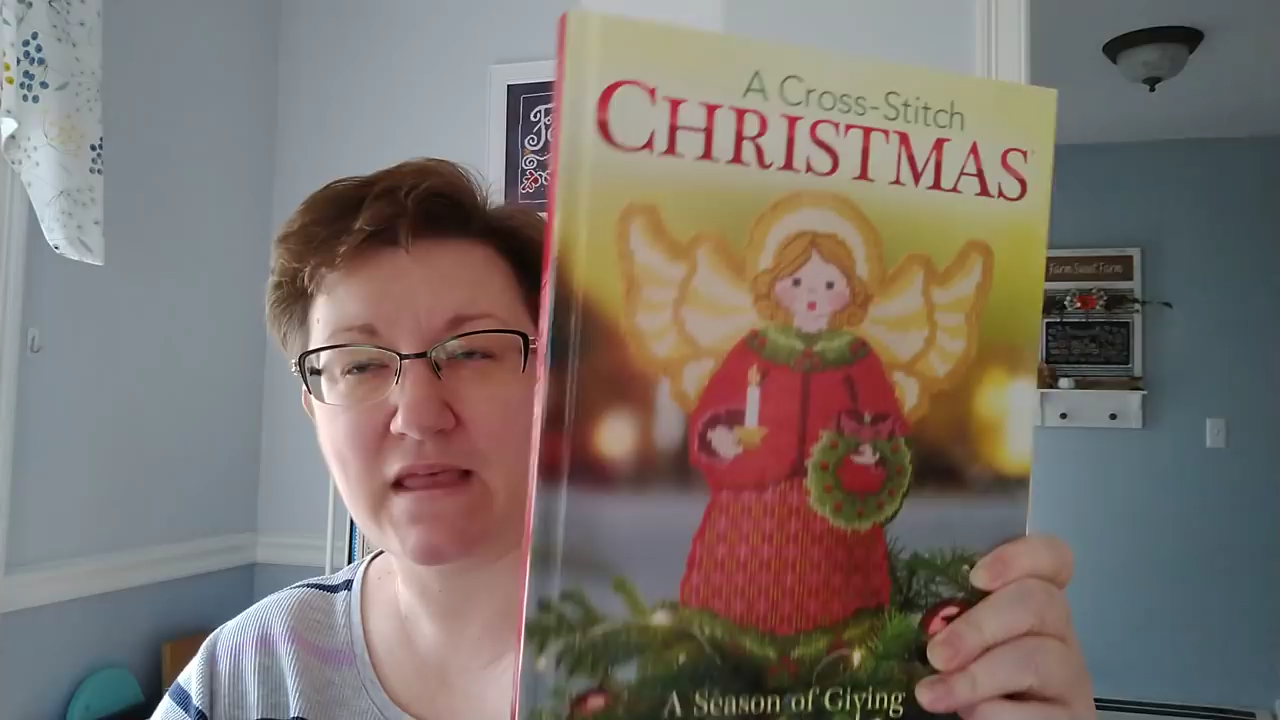 A Cross-Stitch
CHRISTMAS
A Season of Giving
Farm Sweet Farm